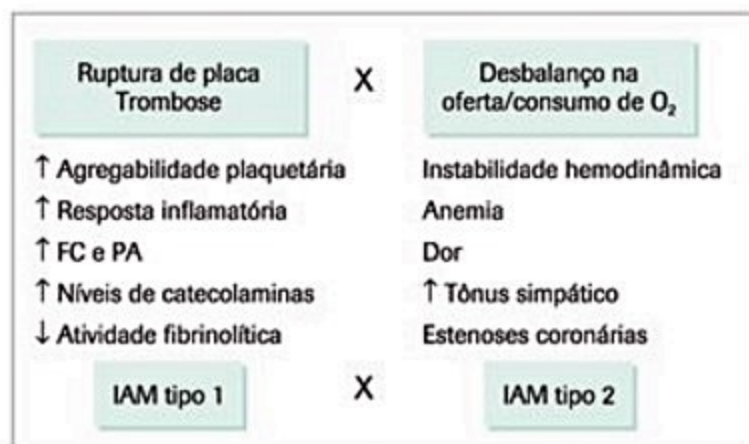 Ruptura de placa
Trombose
X
Desbalanço na
oferta/consumo de O₂
↑ Agregabilidade plaquetária
↑ Resposta inflamatória
↑ FC e PA
↑ Níveis de catecolaminas
↓ Atividade fibrinolítica
Instabilidade hemodinâmica
Anemia
Dor
↑ Tônus simpático
Estenoses coronárias
IAM tipo 1
X
IAM tipo 2